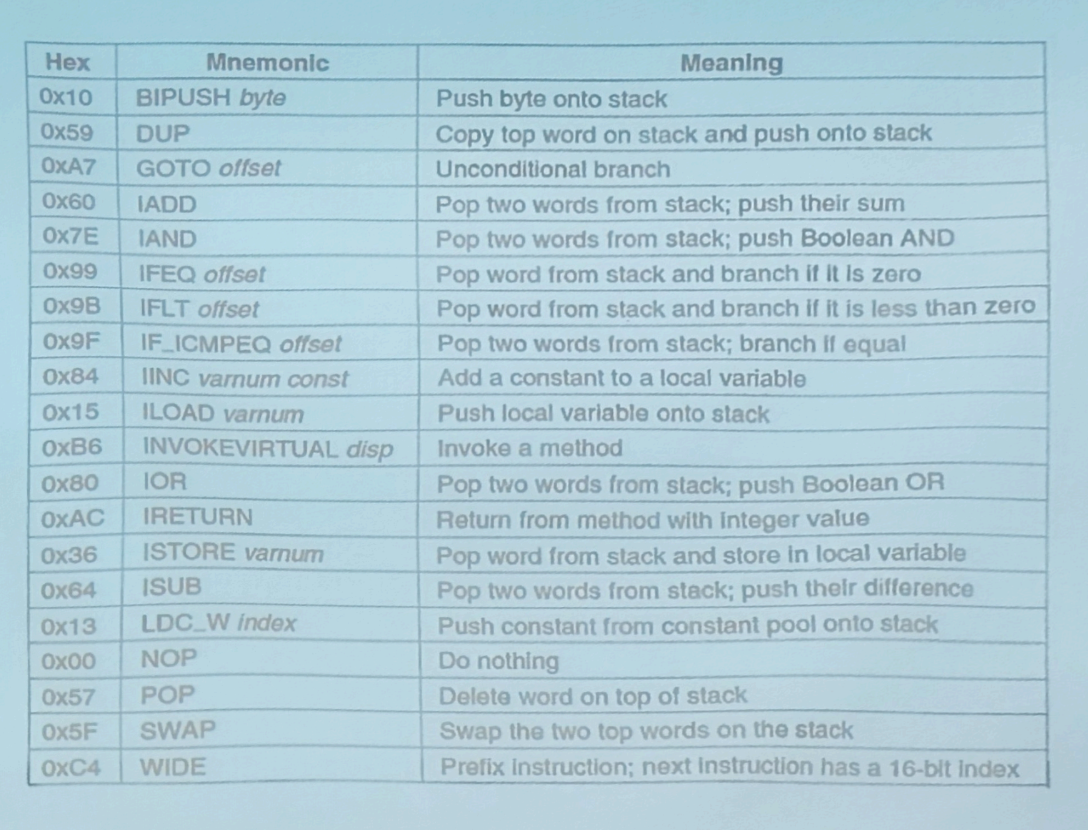 Hex Mnemonic Meaning
0x10 BIPUSH byte Push byte onto stack
0x59 DUP Copy top word on stack and push onto stack
0xA7 GOTO offset Unconditional branch
0x60 IADD Pop two words from stack; push their sum
0x7E IAND Pop two words from stack; push Boolean AND
0x99 IFEQ offset Pop word from stack and branch if it is zero
0x9B IFLT offset Pop word from stack and branch if it is less than zero
0x9F IF_ICMPEQ offset Pop two words from stack; branch if equal
0x84 IINC varnum const Add a constant to a local variable
0x15 ILOAD varnum Push local variable onto stack
0xB6 INVOKEVIRTUAL disp Invoke a method
0x80 IOR Pop two words from stack; push Boolean OR
0xAC IRETURN Return from method with integer value
0x36 ISTORE varnum Pop word from stack and store in local variable
0x64 ISUB Pop two words from stack; push their difference
0x13 LDC_W index Push constant from constant pool onto stack
0x00 NOP Do nothing
0x57 POP Delete word on top of stack
0x5F SWAP Swap the two top words on the stack
0xC4 WIDE Prefix instruction; next instruction has a 16-bit index